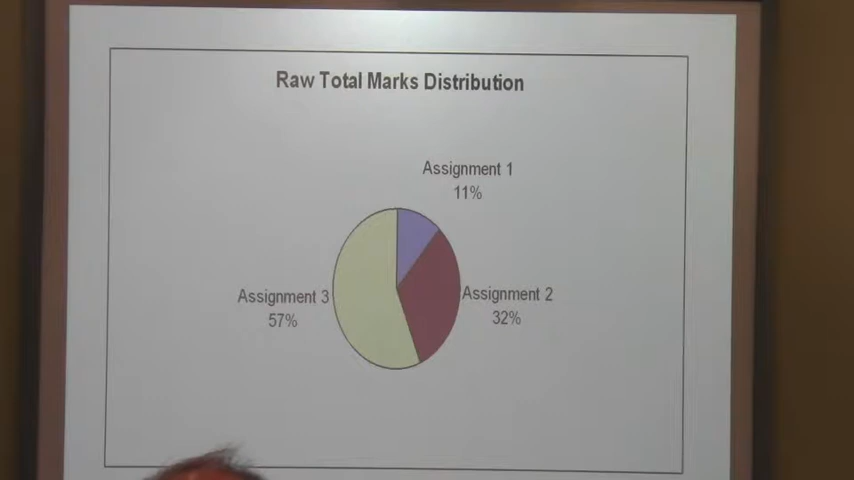 Raw Total Marks Distribution
Assignment 1
11%
Assignment 3
57%
Assignment 2
32%